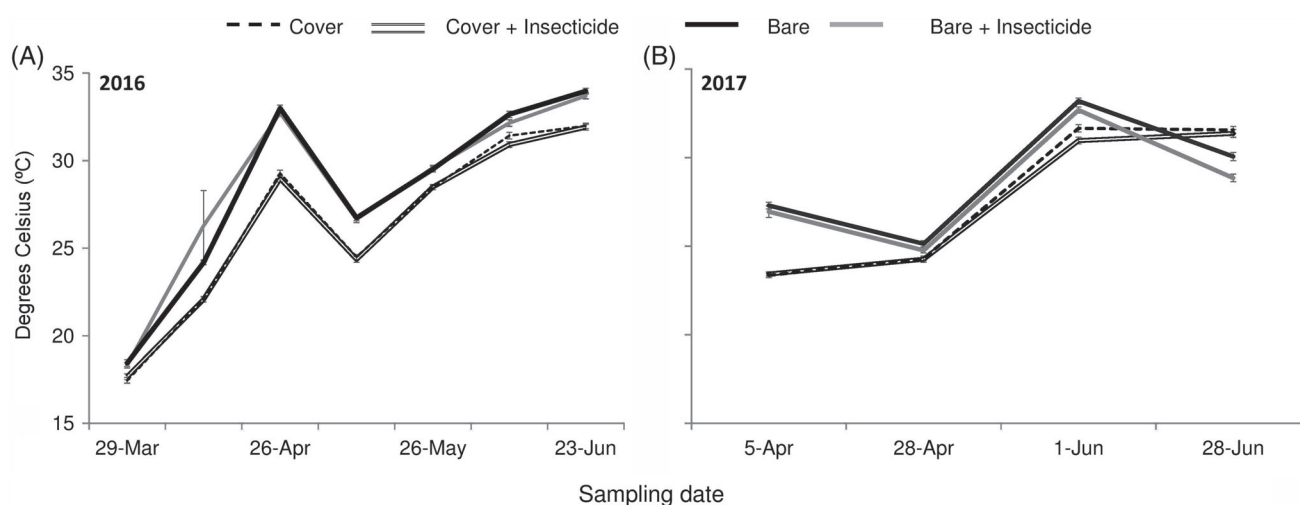 Cover Cover + Insecticide Bare Bare + Insecticide
(A) 2016
Degrees Celsius (ºC)
35
30
25
20
15
29-Mar 26-Apr 26-May 23-Jun
(B) 2017
5-Apr 28-Apr 1-Jun 28-Jun
Sampling date